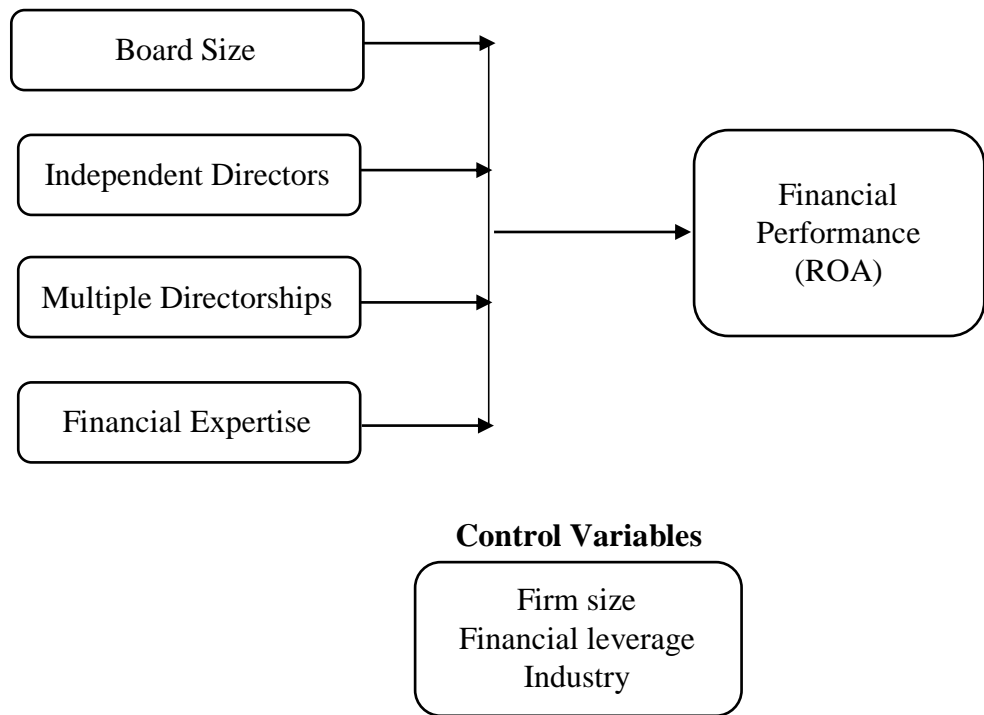 Board Size
Independent Directors
Multiple Directorships
Financial Expertise
Financial
Performance
(ROA)
Control Variables
Firm size
Financial leverage
Industry